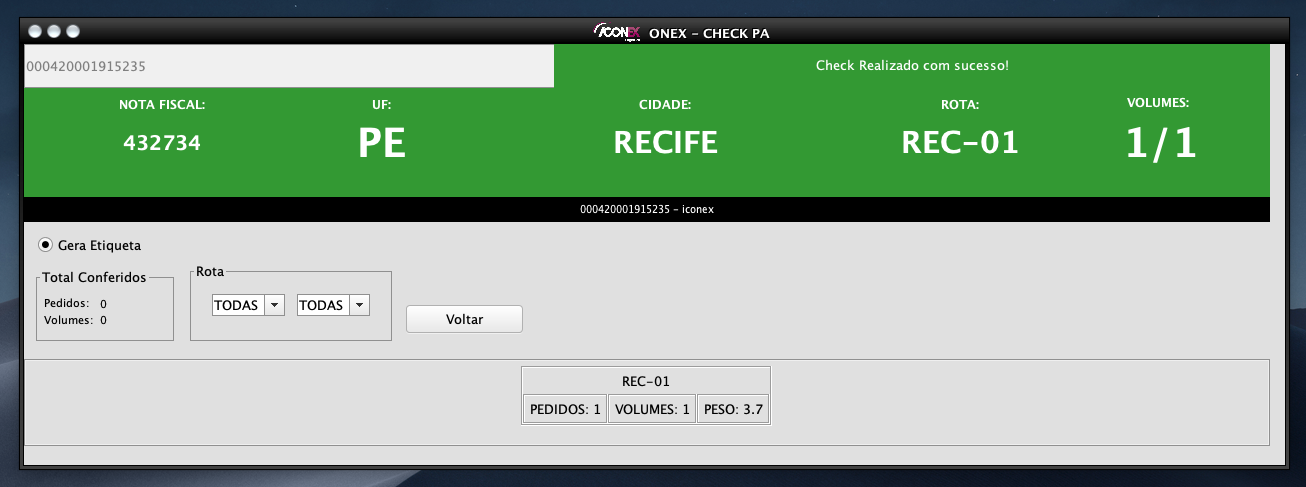 ICONEX ONEX - CHECK PA
000420001915235
Check Realizado com sucesso!
NOTA FISCAL: UF: CIDADE: ROTA: VOLUMES:
432734 PE RECIFE REC-01 1/1
000420001915235 - iconex
Gera Etiqueta
Total Conferidos Rota
Pedidos: 0
Volumes: 0
TODAS TODAS
Voltar
REC-01
PEDIDOS: 1 VOLUMES: 1 PESO: 3.7